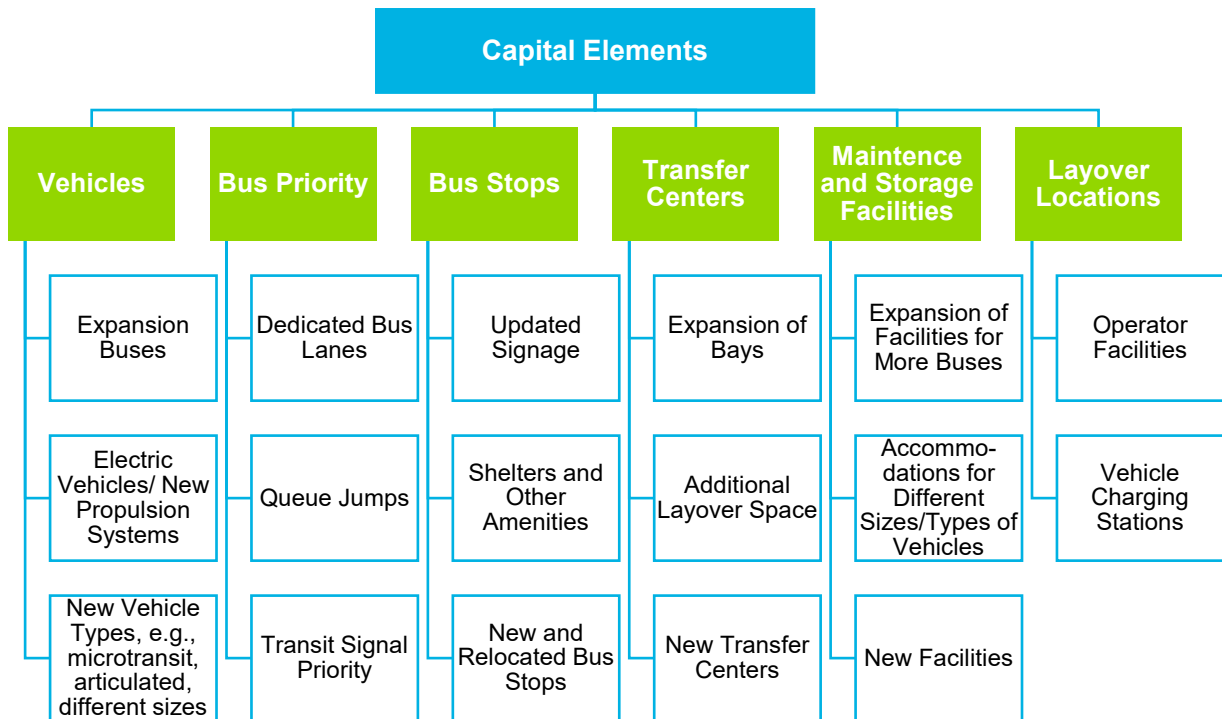 Capital Elements
Vehicles
Bus Priority
Bus Stops
Transfer
Centers
Maintence
and Storage
Facilities
Layover
Locations
Expansion
Buses
Dedicated Bus
Lanes
Updated
Signage
Expansion of
Bays
Expansion of
Facilities for
More Buses
Operator
Facilities
Electric
Vehicles/ New
Propulsion
Systems
Queue Jumps
Shelters and
Other
Amenities
Additional
Layover Space
Accommo-
dations for
Different
Sizes/Types of
Vehicles
Vehicle
Charging
Stations
New Vehicle
Types, e.g.,
microtransit,
articulated,
different sizes
Transit Signal
Priority
New and
Relocated Bus
Stops
New Transfer
Centers
New Facilities